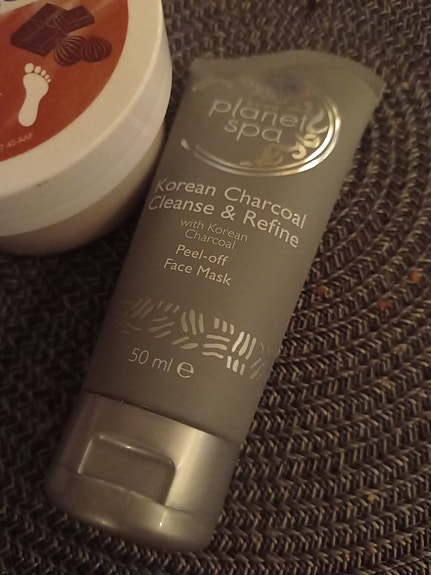 planet
spa
Korean Charcoal
Cleanse & Refine
with Korean
Charcoal
Peel-off
Face Mask
50 ml e